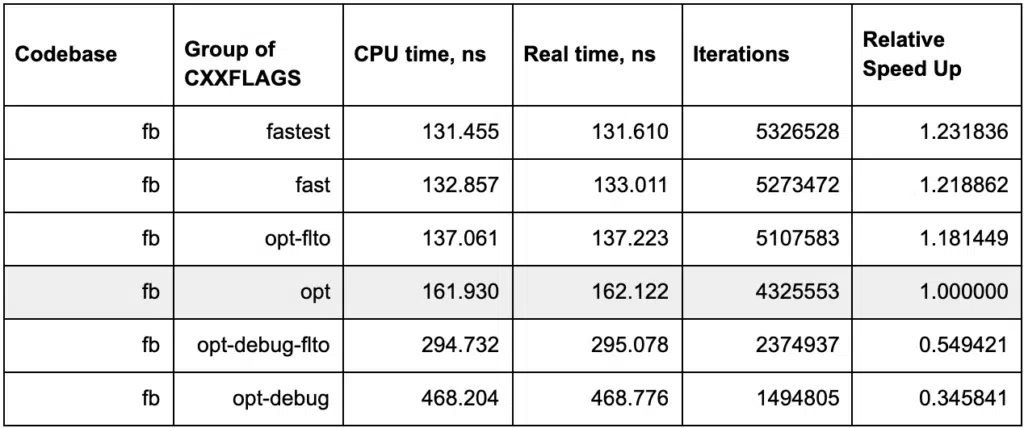 Codebase Group of CXXFLAGS CPU time, ns Real time, ns Iterations Relative Speed Up
fb fastest 131.455 131.610 5326528 1.231836
fb fast 132.857 133.011 5273472 1.218862
fb opt-flto 137.061 137.223 5107583 1.181449
fb opt 161.930 162.122 4325553 1.000000
fb opt-debug-flto 294.732 295.078 2374937 0.549421
fb opt-debug 468.204 468.776 1494805 0.345841